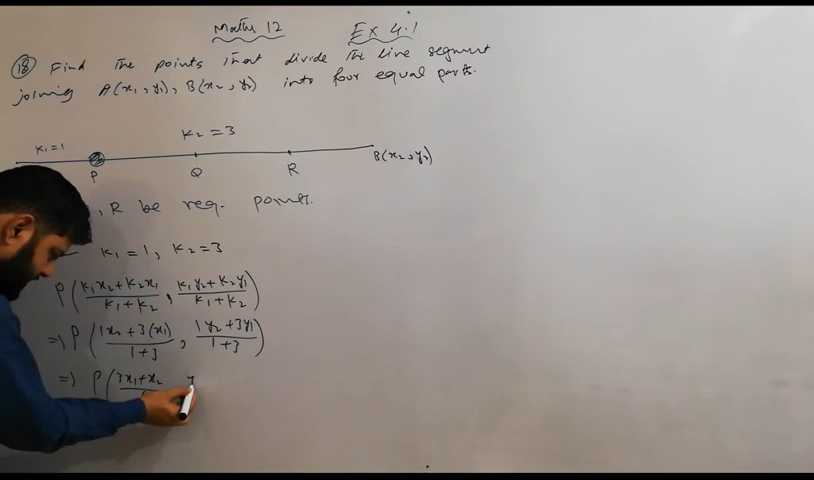 Maths 12 Ex 4.1
(18) Find the points that divide the line segment
joining A(x₁, y₁), B(x₂, y₂) into four equal parts.
K₁=1 K₂=3
P Q R B(x₂, y₂)
, R be req. points.
K₁=1, K₂=3
P((K₁x₂+K₂x₁)/(K₁+K₂), (K₁y₂+K₂y₁)/(K₁+K₂))
=> P((1x₂+3(x₁))/(1+3), (1y₂+3y₁)/(1+3))
=> P(3x₁+x₂